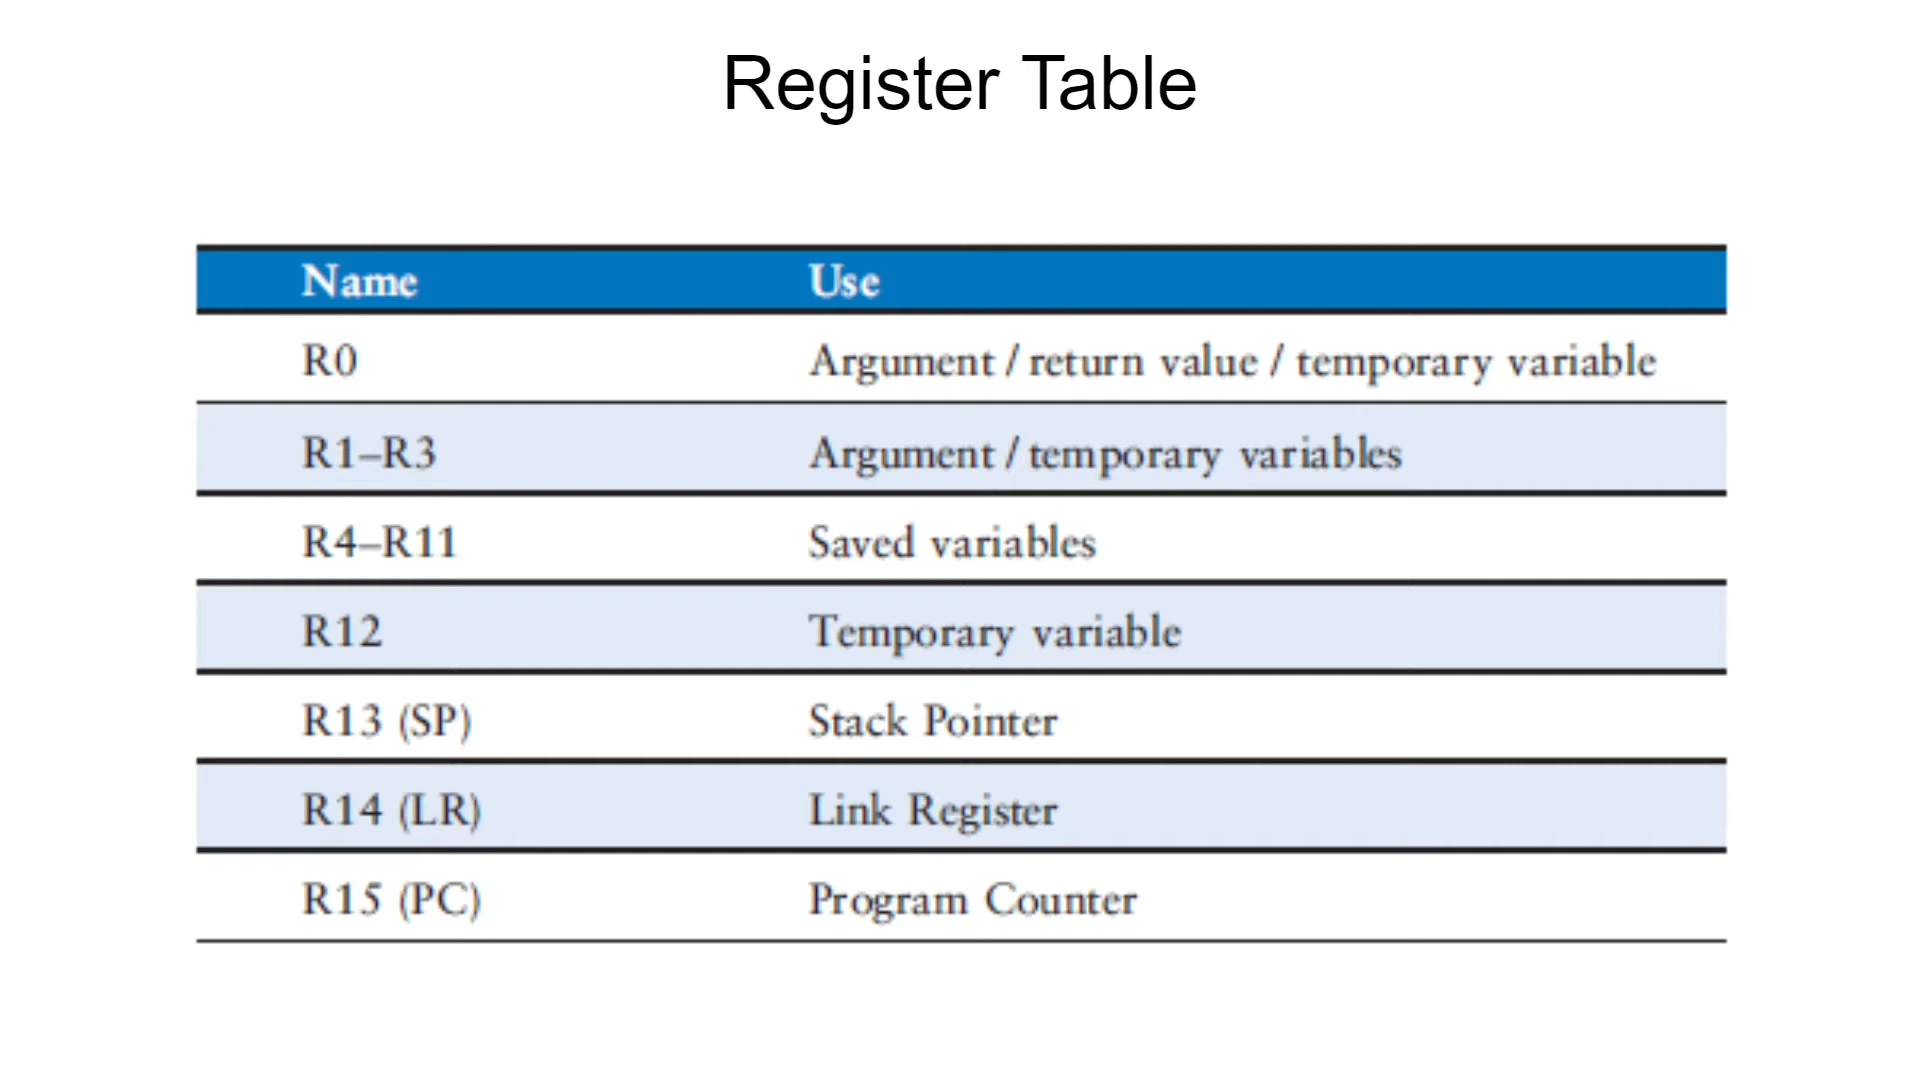 Register Table
Name Use
R0 Argument / return value / temporary variable
R1–R3 Argument / temporary variables
R4–R11 Saved variables
R12 Temporary variable
R13 (SP) Stack Pointer
R14 (LR) Link Register
R15 (PC) Program Counter